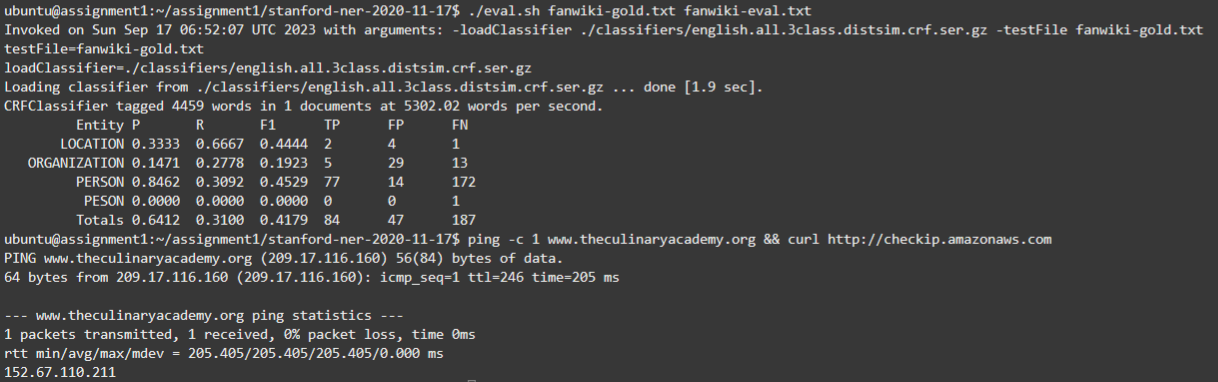 ubuntu@assignment1:~/assignment1/stanford-ner-2020-11-17$ ./eval.sh fanwiki-gold.txt fanwiki-eval.txt
Invoked on Sun Sep 17 06:52:07 UTC 2023 with arguments: -loadClassifier ./classifiers/english.all.3class.distsim.crf.ser.gz -testFile fanwiki-gold.txt
testFile=fanwiki-gold.txt
loadClassifier=./classifiers/english.all.3class.distsim.crf.ser.gz
Loading classifier from ./classifiers/english.all.3class.distsim.crf.ser.gz ... done [1.9 sec].
CRFClassifier tagged 4459 words in 1 documents at 5302.02 words per second.
Entity P R F1 TP FP FN
LOCATION 0.3333 0.6667 0.4444 2 4 1
ORGANIZATION 0.1471 0.2778 0.1923 5 29 13
PERSON 0.8462 0.3092 0.4529 77 14 172
PESON 0.0000 0.0000 0.0000 0 0 1
Totals 0.6412 0.3100 0.4179 84 47 187
ubuntu@assignment1:~/assignment1/stanford-ner-2020-11-17$ ping -c 1 www.theculinaryacademy.org && curl http://checkip.amazonaws.com
PING www.theculinaryacademy.org (209.17.116.160) 56(84) bytes of data.
64 bytes from 209.17.116.160 (209.17.116.160): icmp_seq=1 ttl=246 time=205 ms
--- www.theculinaryacademy.org ping statistics ---
1 packets transmitted, 1 received, 0% packet loss, time 0ms
rtt min/avg/max/mdev = 205.405/205.405/205.405/0.000 ms
152.67.110.211